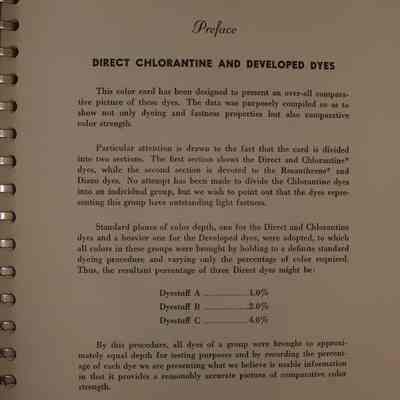 Preface
DIRECT CHLORANTINE AND DEVELOPED DYES
This color card has been designed to present an over-all compara-
tive picture of these dyes. The data was purposely compiled so as to
show not only dyeing and fastness properties but also comparative
color strength.
Particular attention is drawn to the fact that the card is divided
into two sections. The first section shows the Direct and Chlorantine*
dyes, while the second section is devoted to the Rosanthrene* and
Diazo dyes. No attempt has been made to divide the Chlorantine dyes
into an individual group, but we wish to point out that the dyes repre-
senting this group have outstanding light fastness.
Standard planes of color depth, one for the Direct and Chlorantine
dyes and a heavier one for the Developed dyes, were adopted, to which
all colors in these groups were brought by holding to a definite standard
dyeing procedure and varying only the percentage of color required.
Thus, the resultant percentage of three Direct dyes might be:
Dyestuff A ............... 1.0%
Dyestuff B ............... 2.0%
Dyestuff C ............... 4.0%
By this procedure, all dyes of a group were brought to approxi-
mately equal depth for testing purposes and by recording the percent-
age of each dye we are presenting what we believe is usable information
in that it provides a reasonably accurate picture of comparative color
strength.